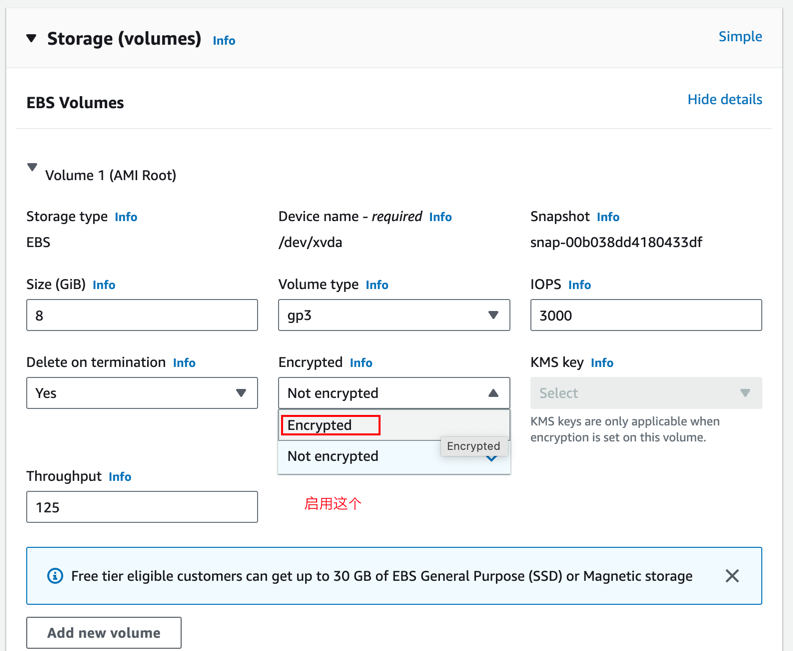 Storage (volumes) Info Simple
EBS Volumes Hide details
Volume 1 (AMI Root)
Storage type Info Device name - required Info Snapshot Info
EBS /dev/xvda snap-00b038dd4180433df
Size (GiB) Info Volume type Info IOPS Info
8 gp3 3000
Delete on termination Info Encrypted Info KMS key Info
Yes Not encrypted Select
KMS keys are only applicable when
encryption is set on this volume.
Encrypted
Encrypted
Not encrypted
Throughput Info
125
启用这个
Free tier eligible customers can get up to 30 GB of EBS General Purpose (SSD) or Magnetic storage
Add new volume